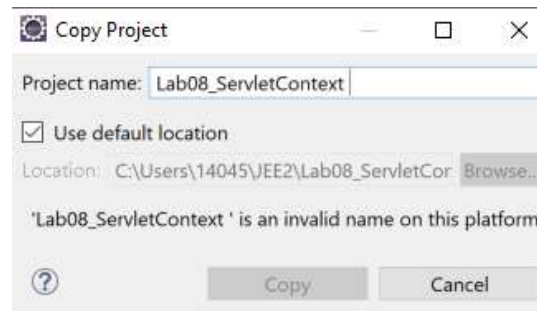 Copy Project
Project name: Lab08_ServletContext
Use default location
Location: C:\Users\14045\JEE2\Lab08_ServletCor Browse...
'Lab08_ServletContext ' is an invalid name on this platform
? Copy Cancel